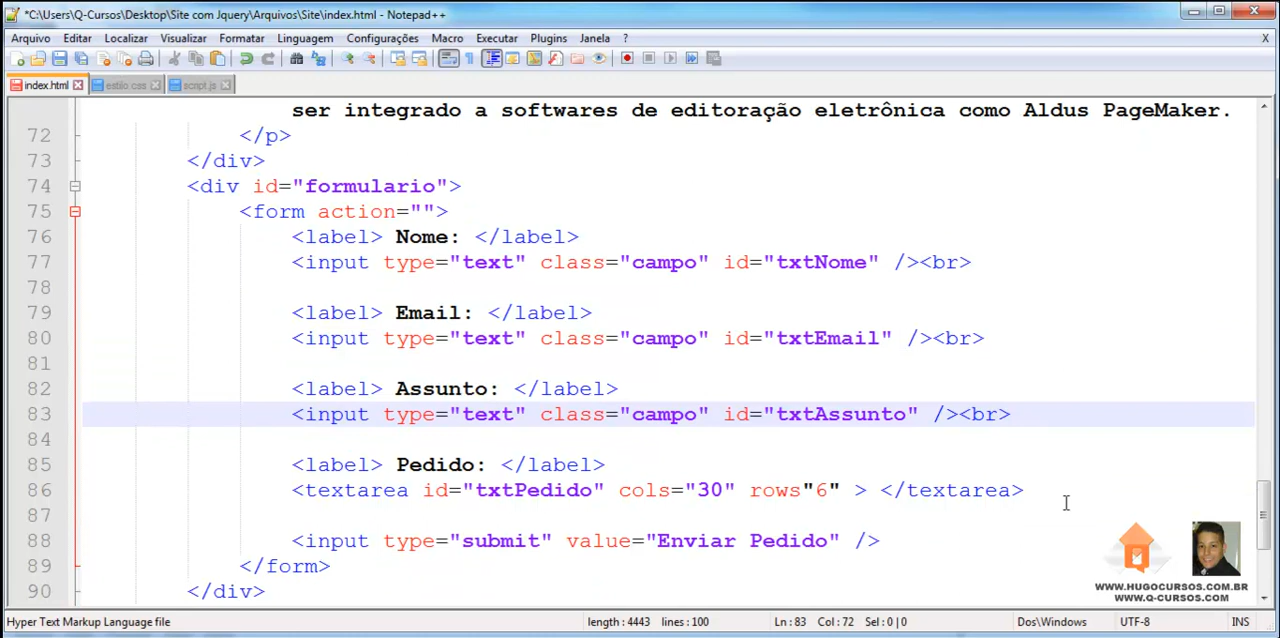 *C:\Users\Q-Cursos\Desktop\Site com Jquery\Arquivos\Site\index.html - Notepad++
Arquivo Editar Localizar Visualizar Formatar Linguagem Configurações Macro Executar Plugins Janela ? X
index.html estilo css script.js
ser integrado a softwares de editoração eletrônica como Aldus PageMaker.
72 </p>
73 </div>
74 <div id="formulario">
75 <form action="">
76 <label> Nome: </label>
77 <input type="text" class="campo" id="txtNome" /><br>
78
79 <label> Email: </label>
80 <input type="text" class="campo" id="txtEmail" /><br>
81
82 <label> Assunto: </label>
83 <input type="text" class="campo" id="txtAssunto" /><br>
84
85 <label> Pedido: </label>
86 <textarea id="txtPedido" cols="30" rows"6" > </textarea>
87
88 <input type="submit" value="Enviar Pedido" />
89 </form>
90 </div>
WWW.HUGOCURSOS.COM.BR
WWW.Q-CURSOS.COM
Hyper Text Markup Language file length : 4443 lines : 100 Ln : 83 Col : 72 Sel : 0 | 0 Dos\Windows UTF-8 INS